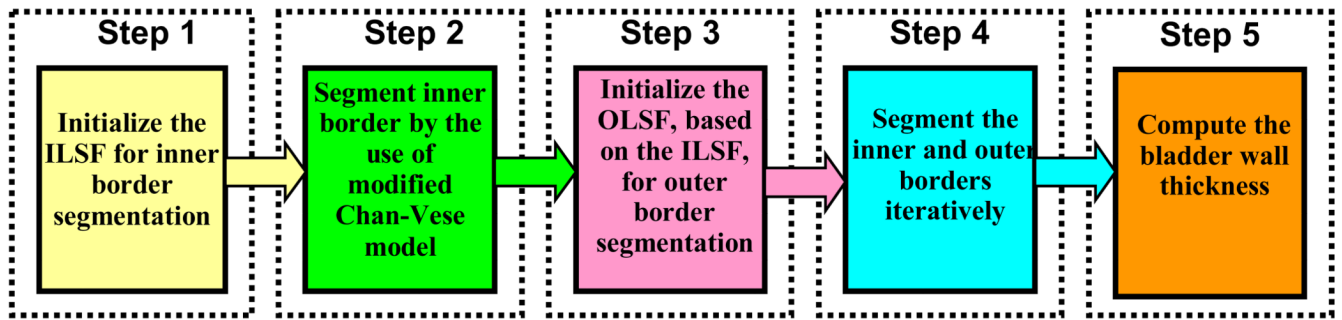 Step 1
Initialize the
ILSF for inner
border
segmentation
Step 2
Segment inner
border by the
use of
modified
Chan-Vese
model
Step 3
Initialize the
OLSF, based
on the ILSF,
for outer
border
segmentation
Step 4
Segment the
inner and outer
borders
iteratively
Step 5
Compute the
bladder wall
thickness